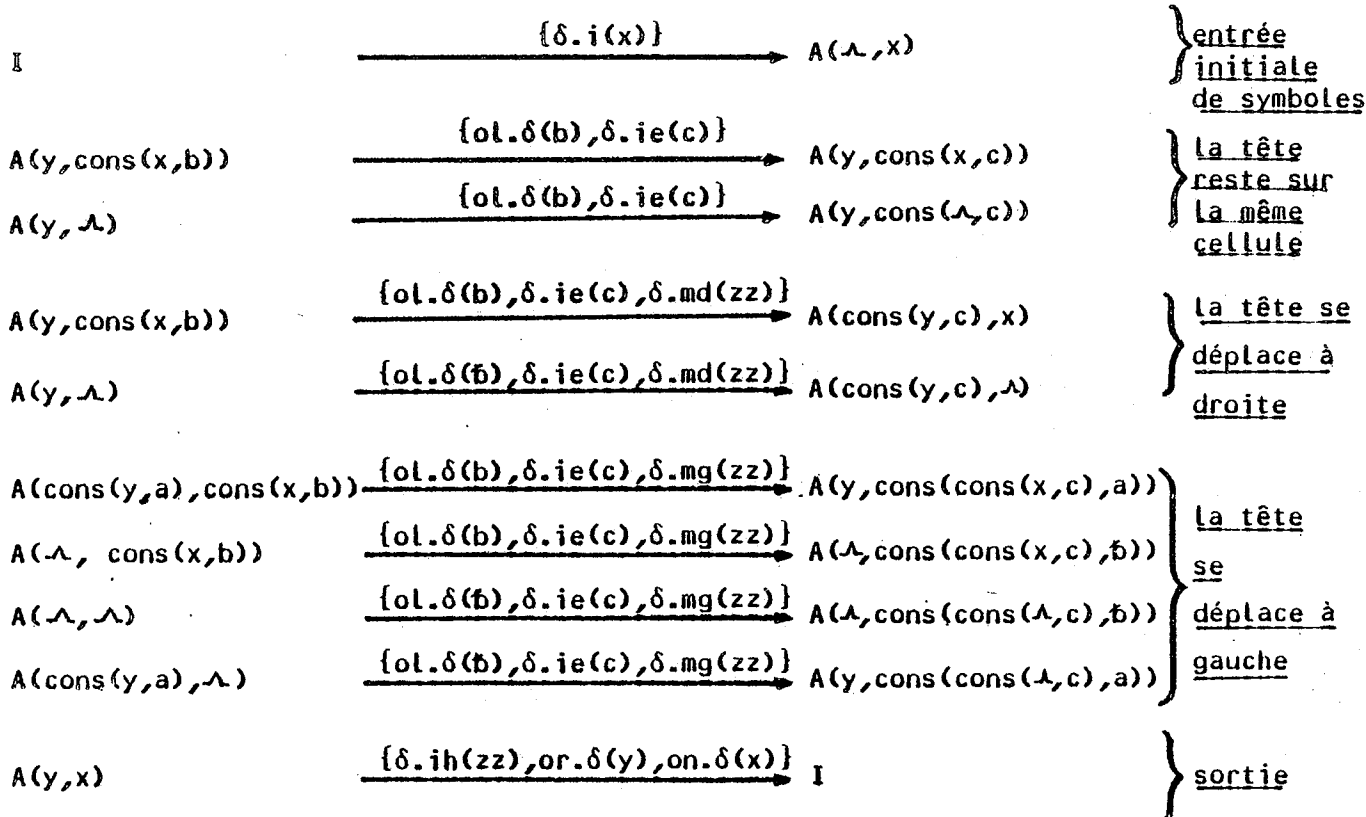 {δ.i(x)}
I A(Λ,x) entrée
initiale
de symboles
{ol.δ(b),δ.ie(c)}
A(y,cons(x,b)) A(y,cons(x,c)) la tête
reste sur
{ol.δ(b),δ.ie(c)}
A(y,Λ) A(y,cons(Λ,c)) la même
cellule
{ol.δ(b),δ.ie(c),δ.md(zz)}
A(y,cons(x,b)) A(cons(y,c),x) la tête se
déplace à
{ol.δ(ƀ),δ.ie(c),δ.md(zz)}
A(y,Λ) A(cons(y,c),Λ)
droite
{ol.δ(b),δ.ie(c),δ.mg(zz)}
A(cons(y,a),cons(x,b)) A(y,cons(cons(x,c),a))
la tête
{ol.δ(b),δ.ie(c),δ.mg(zz)}
A(Λ, cons(x,b)) A(Λ,cons(cons(x,c),ƀ))
se
{ol.δ(ƀ),δ.ie(c),δ.mg(zz)}
A(Λ,Λ) A(Λ,cons(cons(Λ,c),ƀ)) déplace à
{ol.δ(ƀ),δ.ie(c),δ.mg(zz)}
A(cons(y,a),Λ) A(y,cons(cons(Λ,c),a)) gauche
{δ.ih(zz),or.δ(y),on.δ(x)}
A(y,x) I sortie